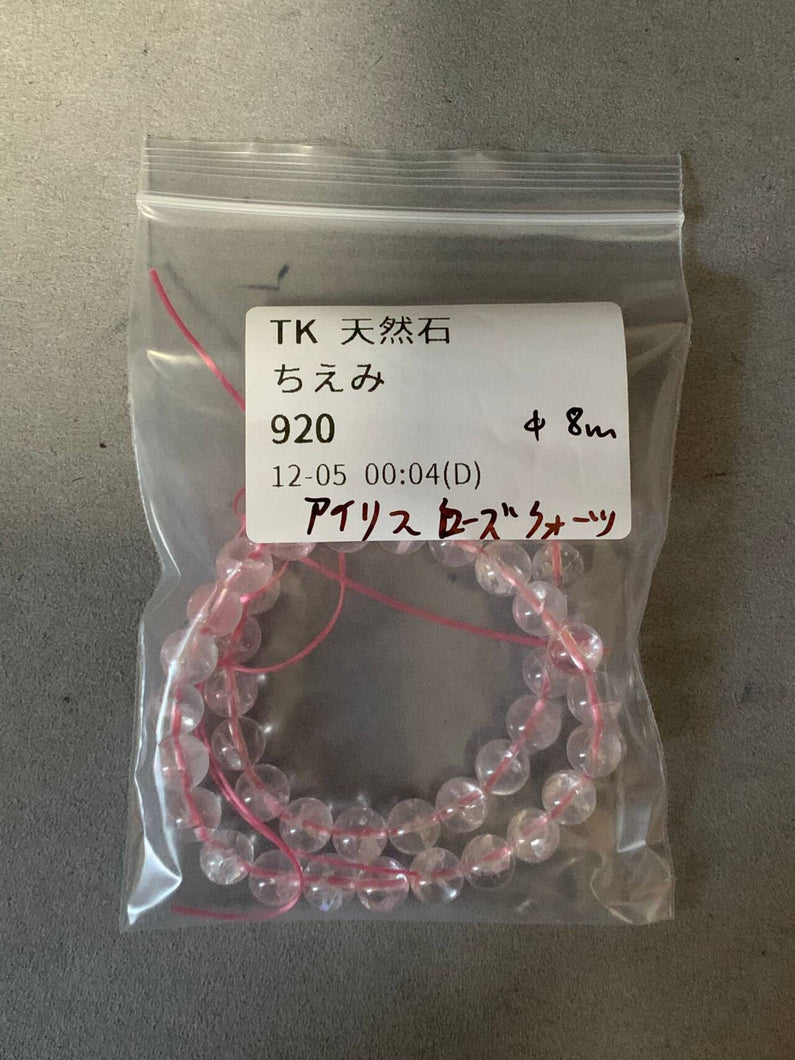 TK 天然石
ちえみ
920 φ 8m
12-05 00:04(D)
アイリスローズクォーツ